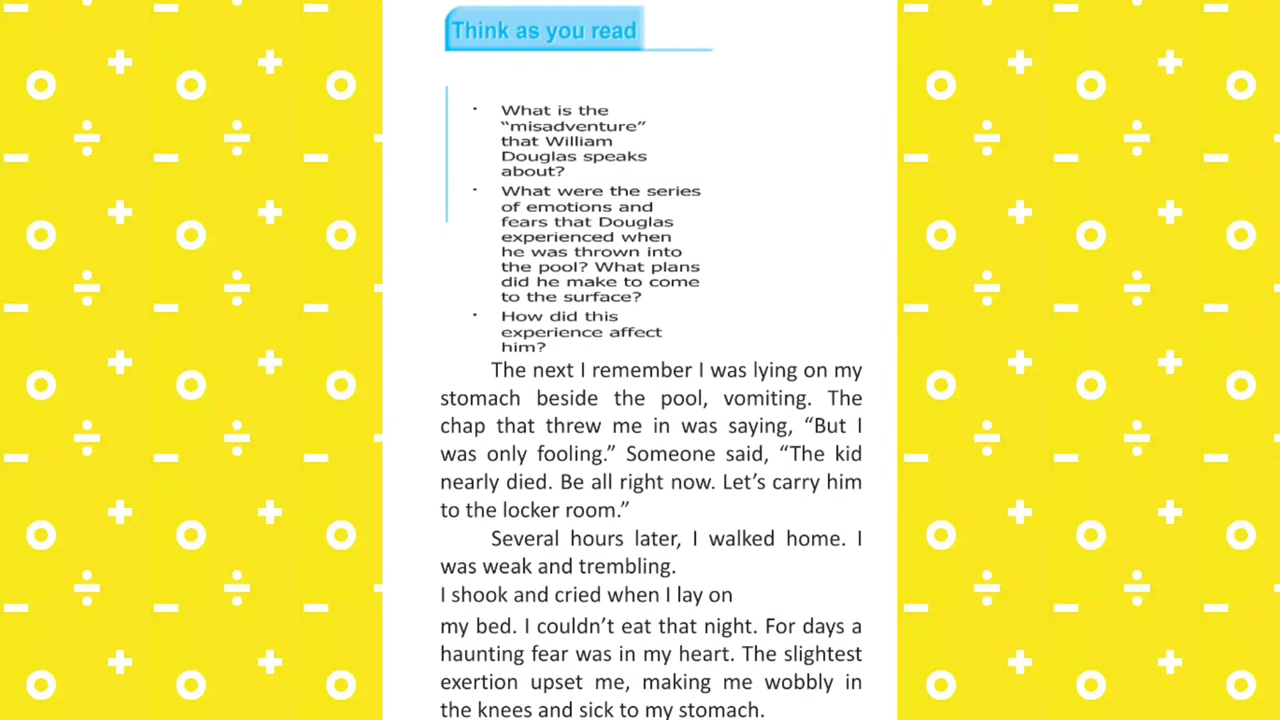 Think as you read
· What is the
“misadventure”
that William
Douglas speaks
about?
· What were the series
of emotions and
fears that Douglas
experienced when
he was thrown into
the pool? What plans
did he make to come
to the surface?
· How did this
experience affect
him?
The next I remember I was lying on my
stomach beside the pool, vomiting. The
chap that threw me in was saying, “But I
was only fooling.” Someone said, “The kid
nearly died. Be all right now. Let’s carry him
to the locker room.”
Several hours later, I walked home. I
was weak and trembling.
I shook and cried when I lay on
my bed. I couldn’t eat that night. For days a
haunting fear was in my heart. The slightest
exertion upset me, making me wobbly in
the knees and sick to my stomach.